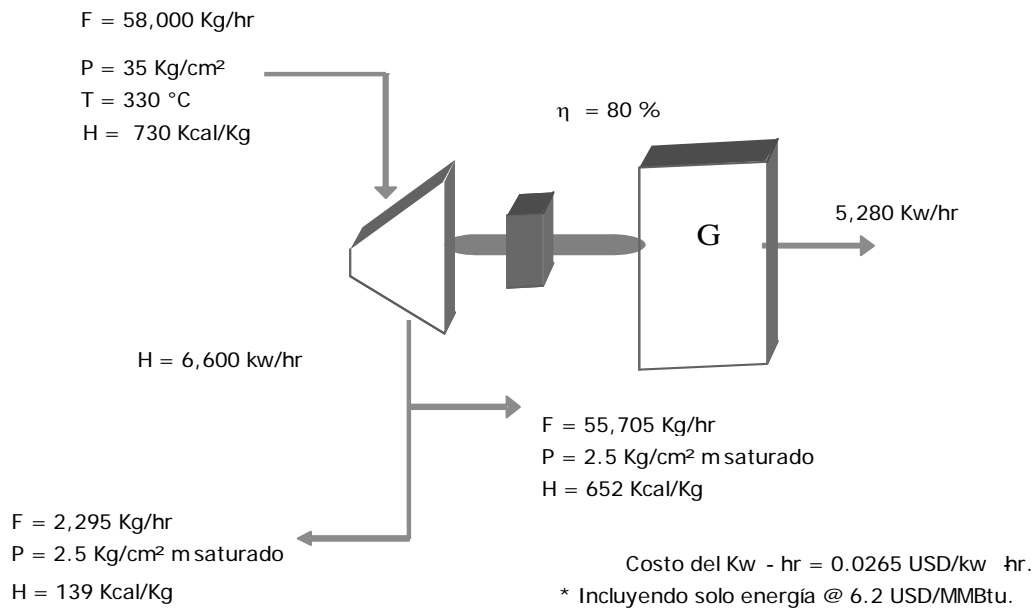 F = 58,000 Kg/hr
P = 35 Kg/cm²
T = 330 °C
H = 730 Kcal/Kg
η = 80 %
G
5,280 Kw/hr
H = 6,600 kw/hr
F = 55,705 Kg/hr
P = 2.5 Kg/cm² m saturado
H = 652 Kcal/Kg
F = 2,295 Kg/hr
P = 2.5 Kg/cm² m saturado
H = 139 Kcal/Kg
Costo del Kw - hr = 0.0265 USD/kw - hr.
* Incluyendo solo energía @ 6.2 USD/MMBtu.